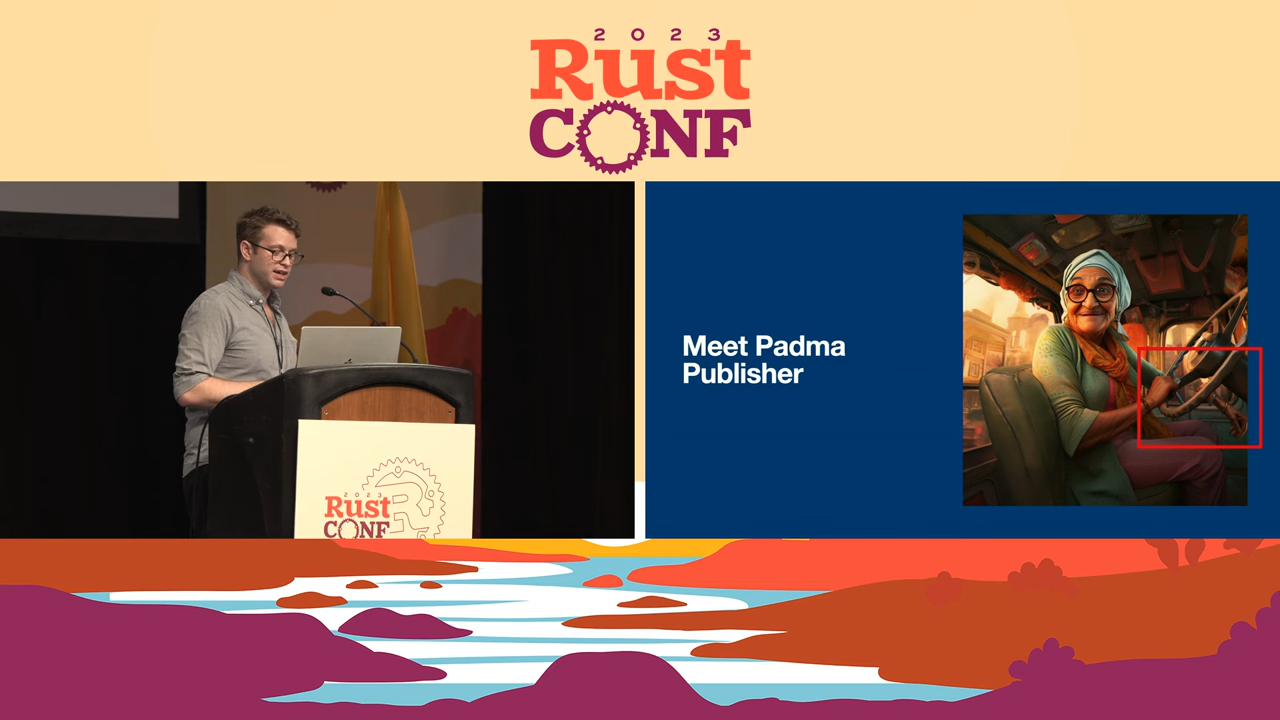 2023
Rust
CONF
Meet Padma
Publisher
2023
Rust
CONF
R